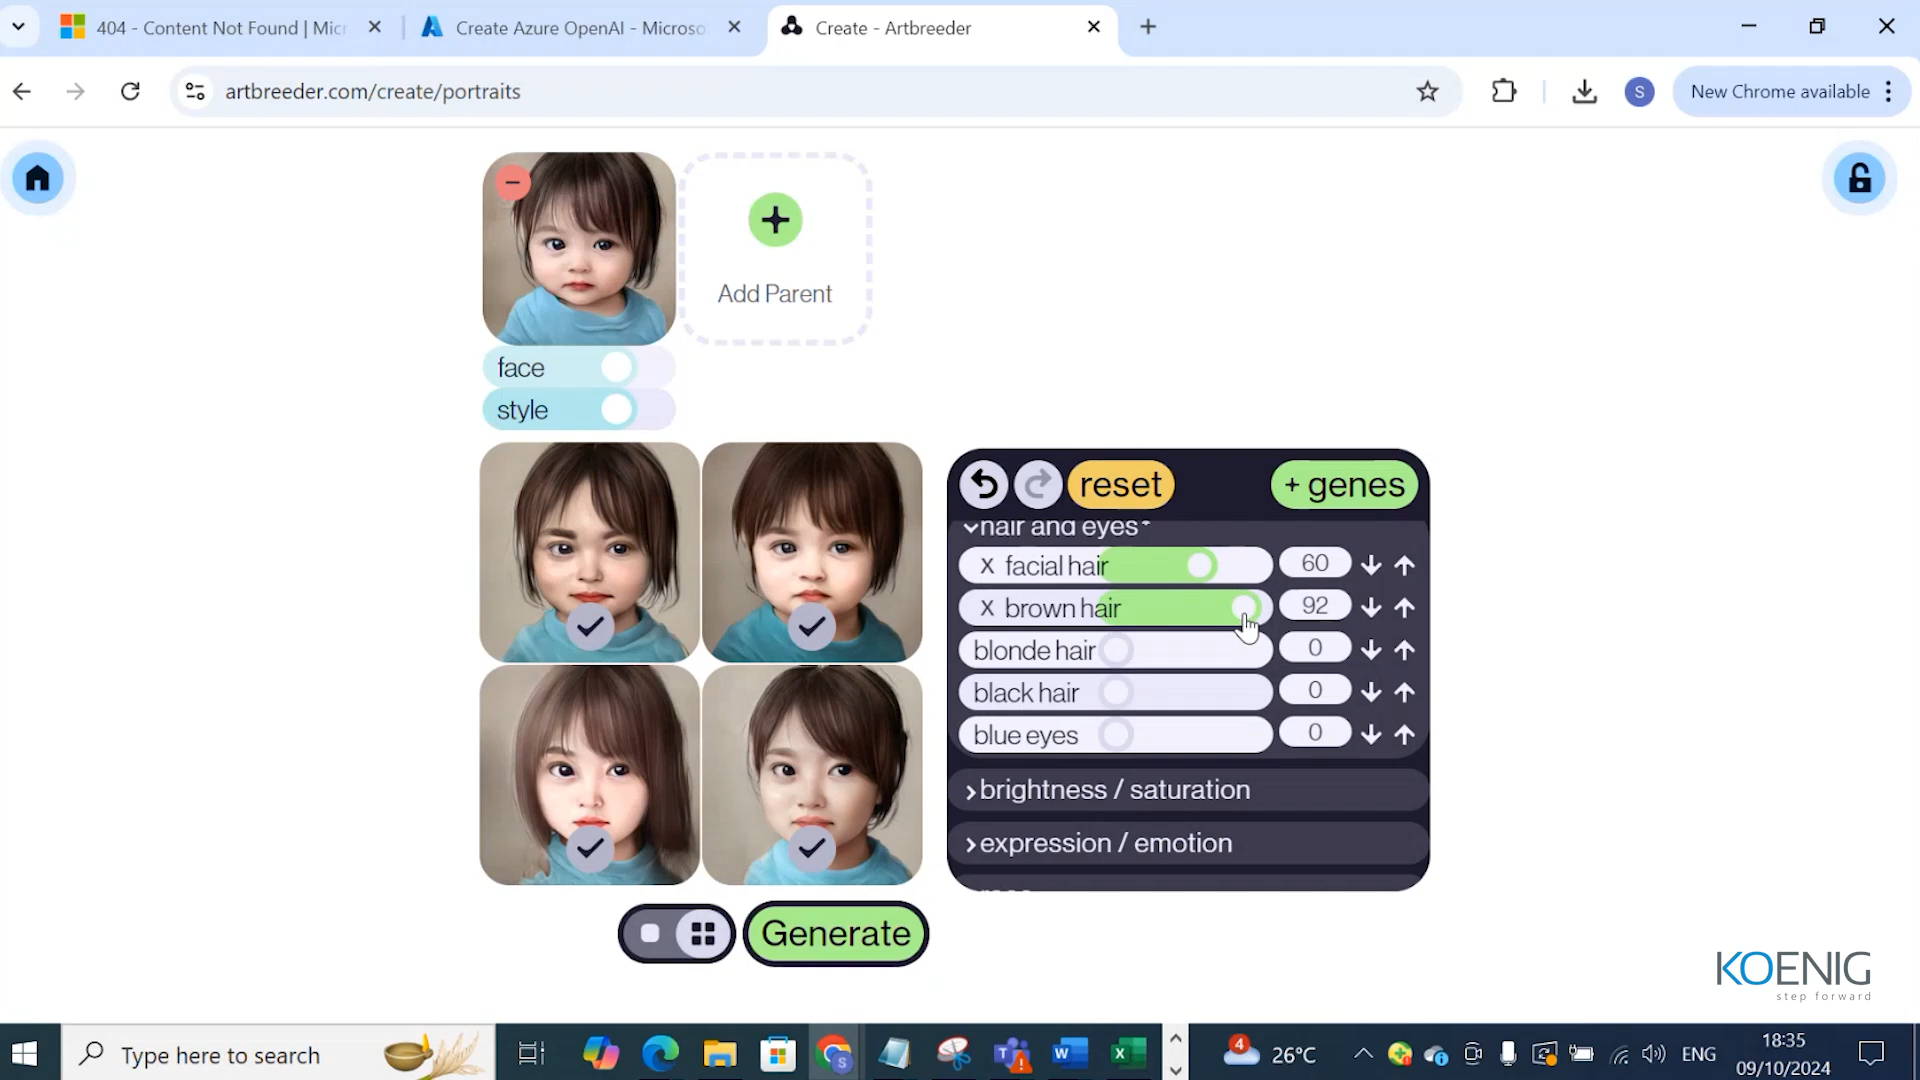 404 - Content Not Found | Micr
Create Azure OpenAI - Microso
Create - Artbreeder
artbreeder.com/create/portraits
S
New Chrome available
Add Parent
face
style
reset
+ genes
hair and eyes*
x facial hair
60
x brown hair
92
blonde hair
0
black hair
0
blue eyes
0
brightness / saturation
expression / emotion
Generate
KOENIG
step forward
Type here to search
4
26°C
ENG
18:35
09/10/2024